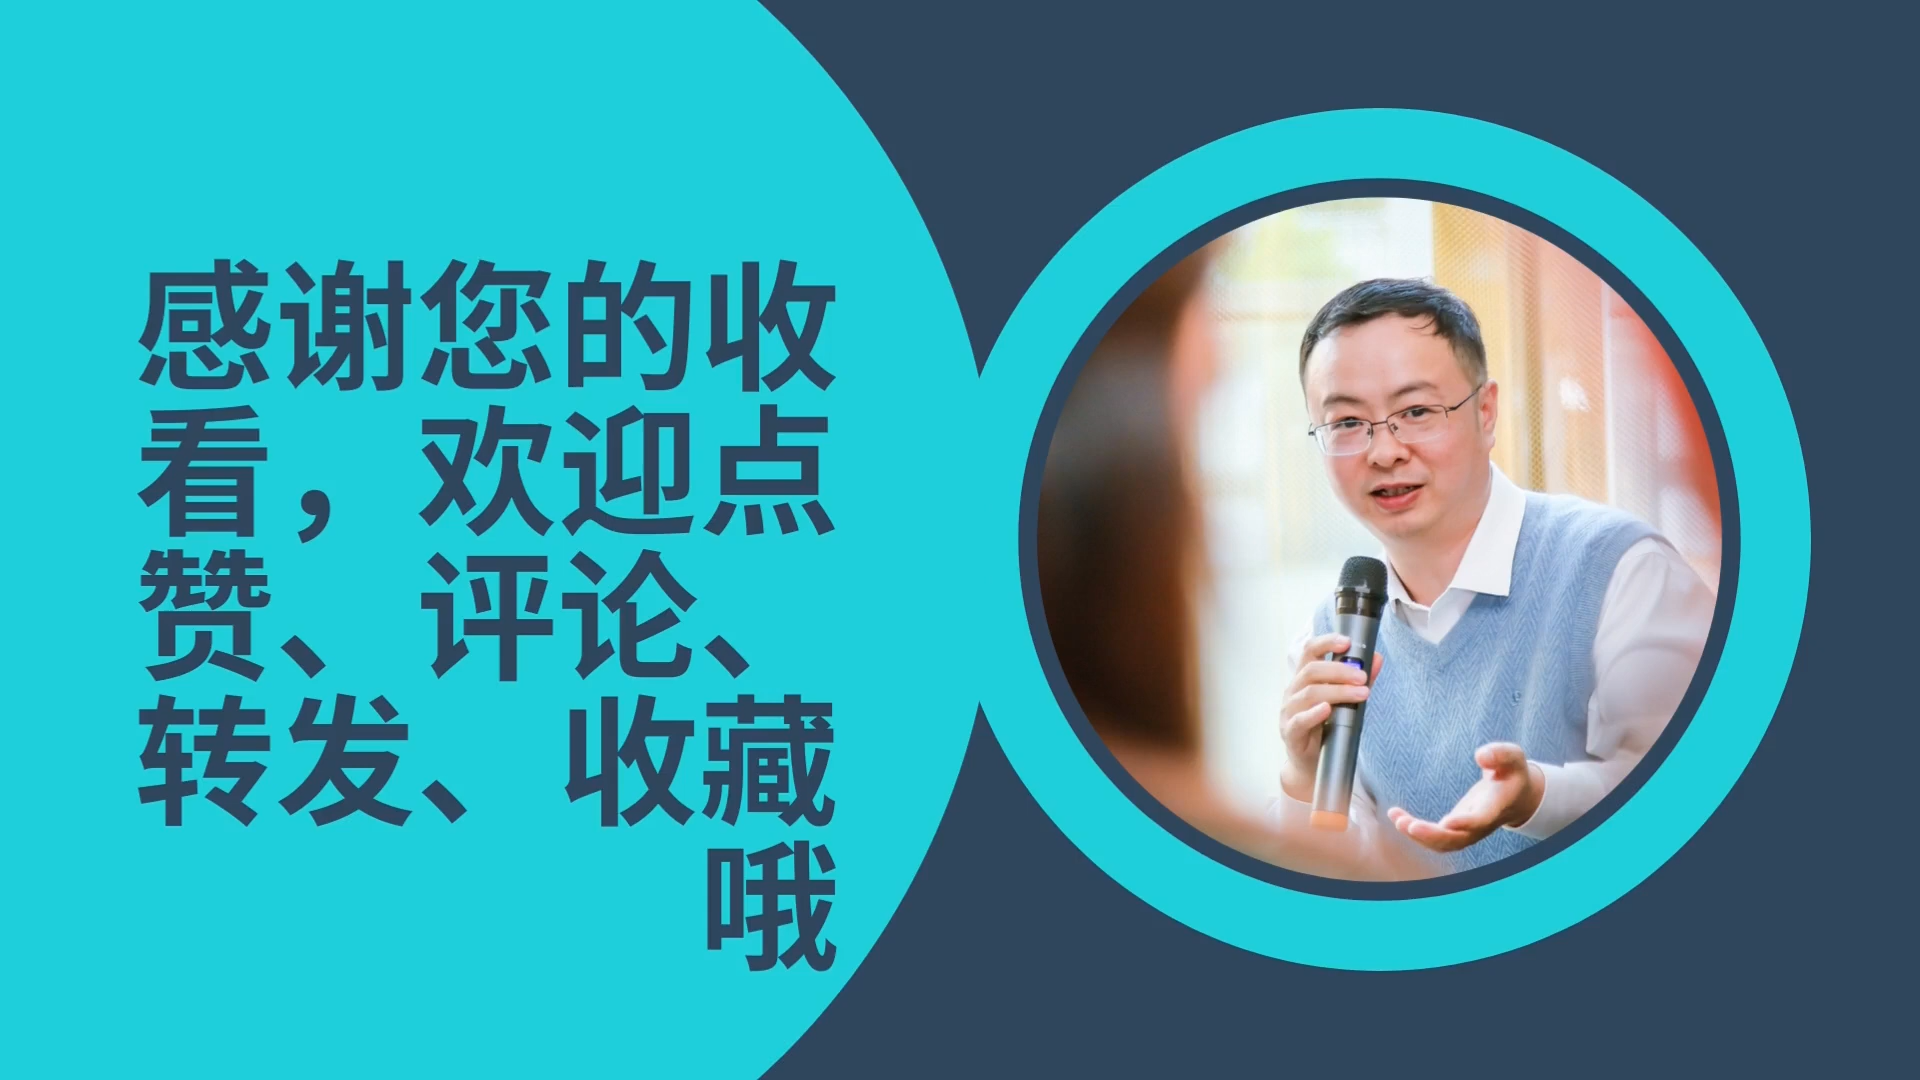 感谢您的收
看，欢迎点
赞、评论、
转发、收藏
哦